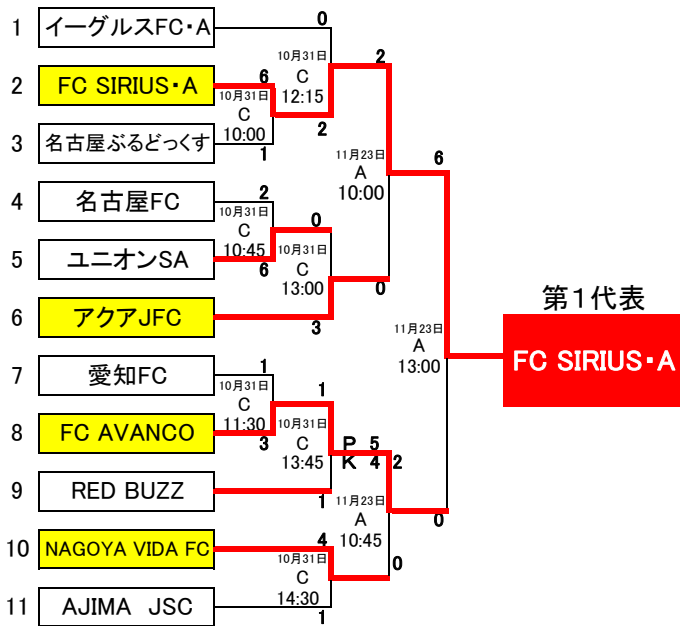 1 イーグルスFC・A
0
10月31日
C
12:15
2
2 FC SIRIUS・A
6
10月31日
C
10:00
2
3 名古屋ぶるどっくす
1
11月23日
A
10:00
6
4 名古屋FC
2
10月31日
C
10:45
0
5 ユニオンSA
6
10月31日
C
13:00
0
6 アクアJFC
3
第1代表
FC SIRIUS・A
11月23日
A
13:00
7 愛知FC
1
10月31日
C
11:30
1
8 FC AVANCO
3
10月31日
C
13:45
P 5
K 4 2
9 RED BUZZ
1
11月23日
A
10:45
0
10 NAGOYA VIDA FC
4
10月31日
C
14:30
0
11 AJIMA JSC
1